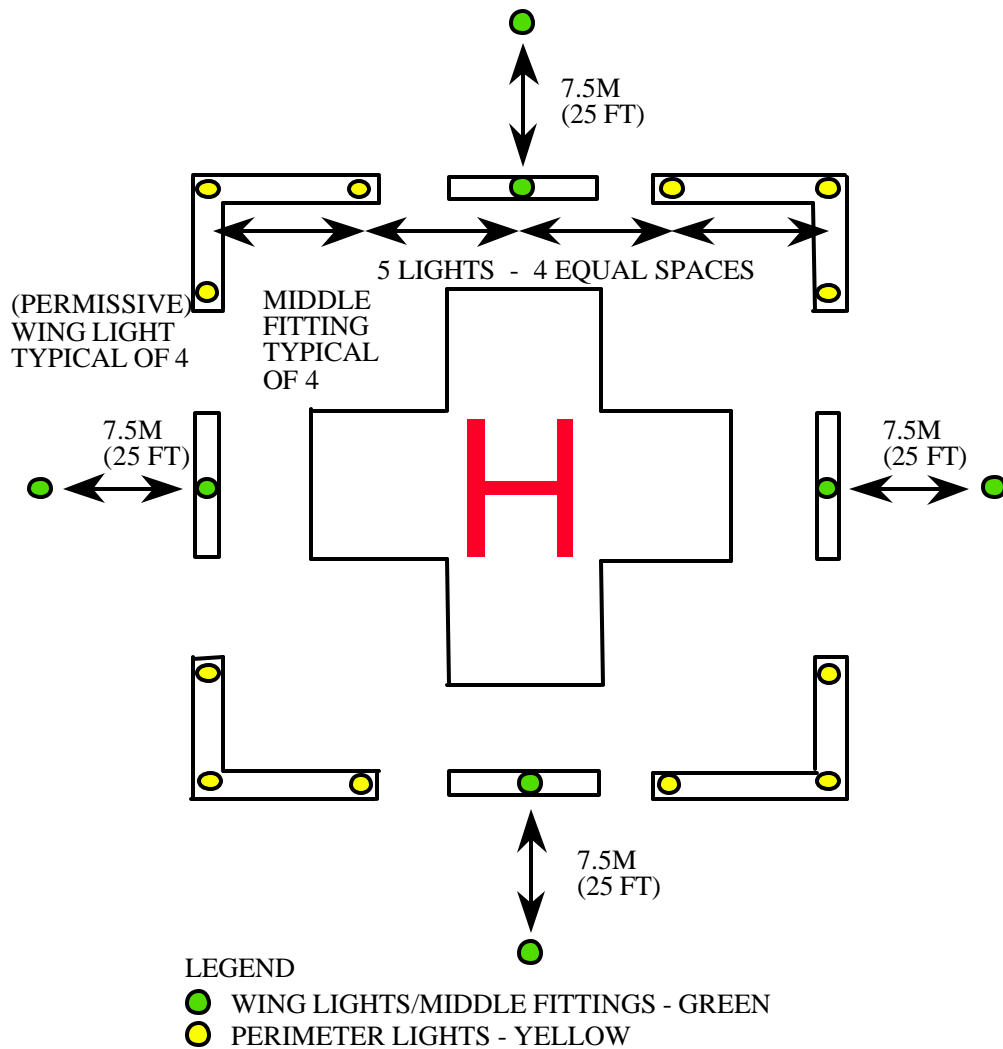 7.5M
(25 FT)
5 LIGHTS - 4 EQUAL SPACES
(PERMISSIVE)
WING LIGHT
TYPICAL OF 4
MIDDLE
FITTING
TYPICAL
OF 4
7.5M
(25 FT)
H
7.5M
(25 FT)
7.5M
(25 FT)
LEGEND
WING LIGHTS/MIDDLE FITTINGS - GREEN
PERIMETER LIGHTS - YELLOW